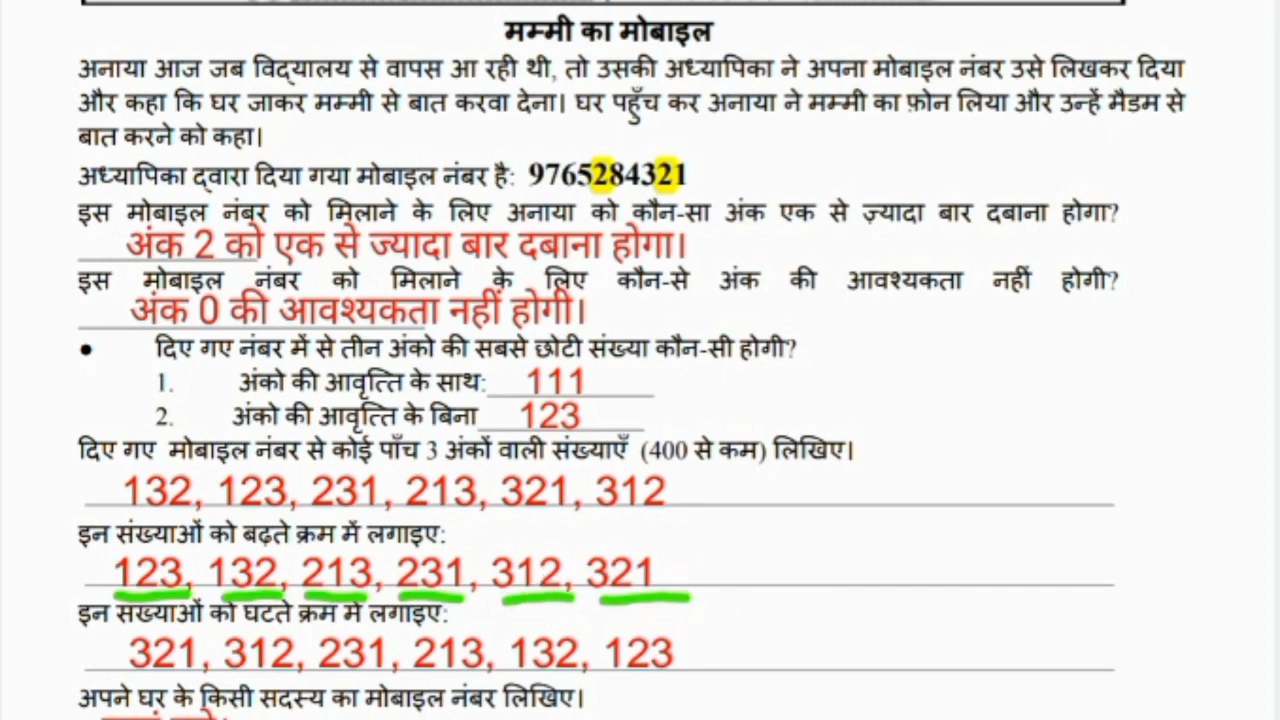 मम्मी का मोबाइल
अनाया आज जब विद्यालय से वापस आ रही थी, तो उसकी अध्यापिका ने अपना मोबाइल नंबर उसे लिखकर दिया
और कहा कि घर जाकर मम्मी से बात करवा देना। घर पहुँच कर अनाया ने मम्मी का फ़ोन लिया और उन्हें मैडम से
बात करने को कहा।
अध्यापिका द्वारा दिया गया मोबाइल नंबर है: 9765284321
इस मोबाइल नंबर को मिलाने के लिए अनाया को कौन-सा अंक एक से ज़्यादा बार दबाना होगा?
अंक 2 को एक से ज्यादा बार दबाना होगा।
इस मोबाइल नंबर को मिलाने के लिए कौन-से अंक की आवश्यकता नहीं होगी?
अंक 0 की आवश्यकता नहीं होगी।
● दिए गए नंबर में से तीन अंको की सबसे छोटी संख्या कौन-सी होगी?
1. अंको की आवृत्ति के साथ: 111
2. अंको की आवृत्ति के बिना 123
दिए गए मोबाइल नंबर से कोई पाँच 3 अंकों वाली संख्याएँ (400 से कम) लिखिए।
132, 123, 231, 213, 321, 312
इन संख्याओं को बढ़ते क्रम में लगाइए:
123, 132, 213, 231, 312, 321
इन संख्याओं को घटते क्रम में लगाइए:
321, 312, 231, 213, 132, 123
अपने घर के किसी सदस्य का मोबाइल नंबर लिखिए।